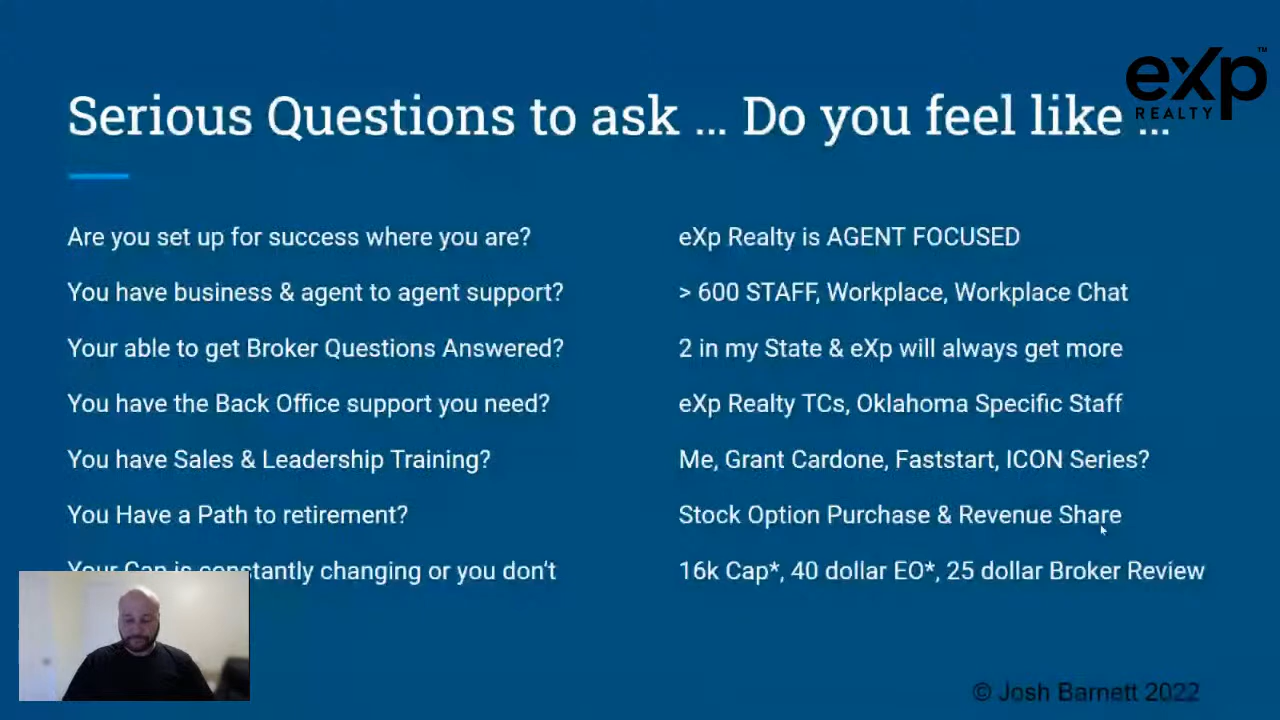 eXp™
REALTY
Serious Questions to ask ... Do you feel like ...
Are you set up for success where you are?
eXp Realty is AGENT FOCUSED
You have business & agent to agent support?
> 600 STAFF, Workplace, Workplace Chat
Your able to get Broker Questions Answered?
2 in my State & eXp will always get more
You have the Back Office support you need?
eXp Realty TCs, Oklahoma Specific Staff
You have Sales & Leadership Training?
Me, Grant Cardone, Faststart, ICON Series?
You Have a Path to retirement?
Stock Option Purchase & Revenue Share
Your Cap is constantly changing or you don't
16k Cap*, 40 dollar EO*, 25 dollar Broker Review
© Josh Barnett 2022